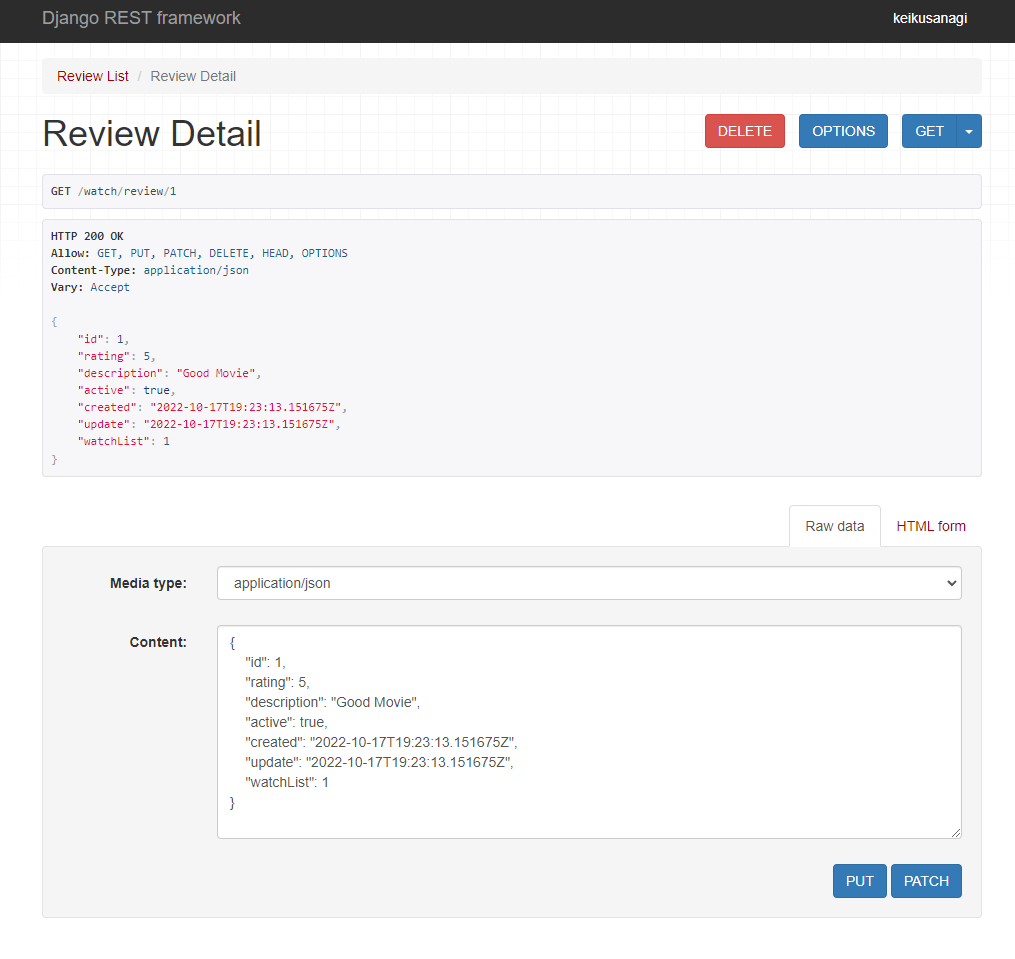 Django REST framework
keikusanagi
Review List / Review Detail
Review Detail
DELETE
OPTIONS
GET
GET /watch/review/1
HTTP 200 OK
Allow: GET, PUT, PATCH, DELETE, HEAD, OPTIONS
Content-Type: application/json
Vary: Accept
{
    "id": 1,
    "rating": 5,
    "description": "Good Movie",
    "active": true,
    "created": "2022-10-17T19:23:13.151675Z",
    "update": "2022-10-17T19:23:13.151675Z",
    "watchList": 1
}
Raw data
HTML form
Media type:
application/json
Content:
{
    "id": 1,
    "rating": 5,
    "description": "Good Movie",
    "active": true,
    "created": "2022-10-17T19:23:13.151675Z",
    "update": "2022-10-17T19:23:13.151675Z",
    "watchList": 1
}
PUT
PATCH